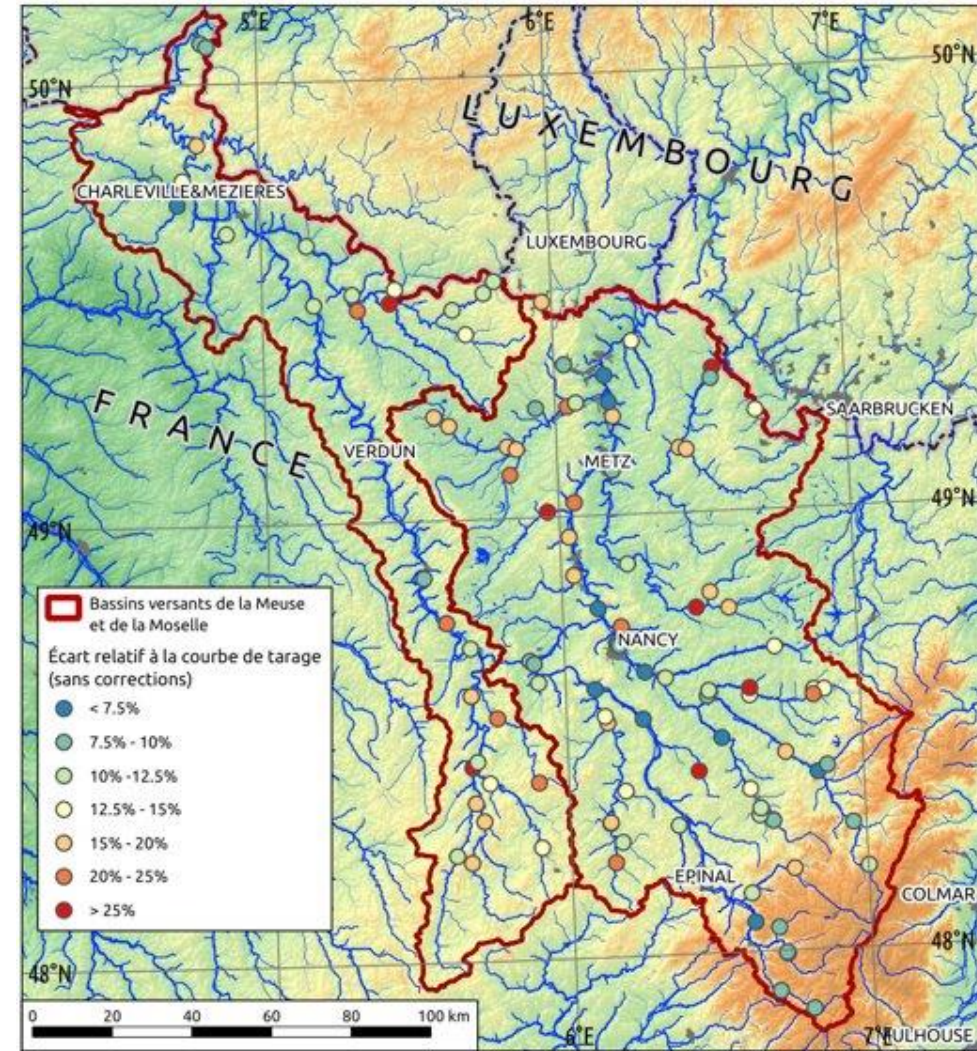 5°E
6°E
7°E
50°N
50°N
LUXEMBOURG
CHARLEVILLE&MEZIERES
LUXEMBOURG
FRANCE
SAARBRUCKEN
VERDUN
METZ
49°N
49°N
Bassins versants de la Meuse
et de la Moselle
Écart relatif à la courbe de tarage
(sans corrections)
< 7.5%
7.5% - 10%
10% -12.5%
12.5% - 15%
15% - 20%
20% - 25%
> 25%
NANCY
EPINAL
COLMAR
48°N
48°N
0 20 40 60 80 100 km
6°E
7°E
ULHOUSE